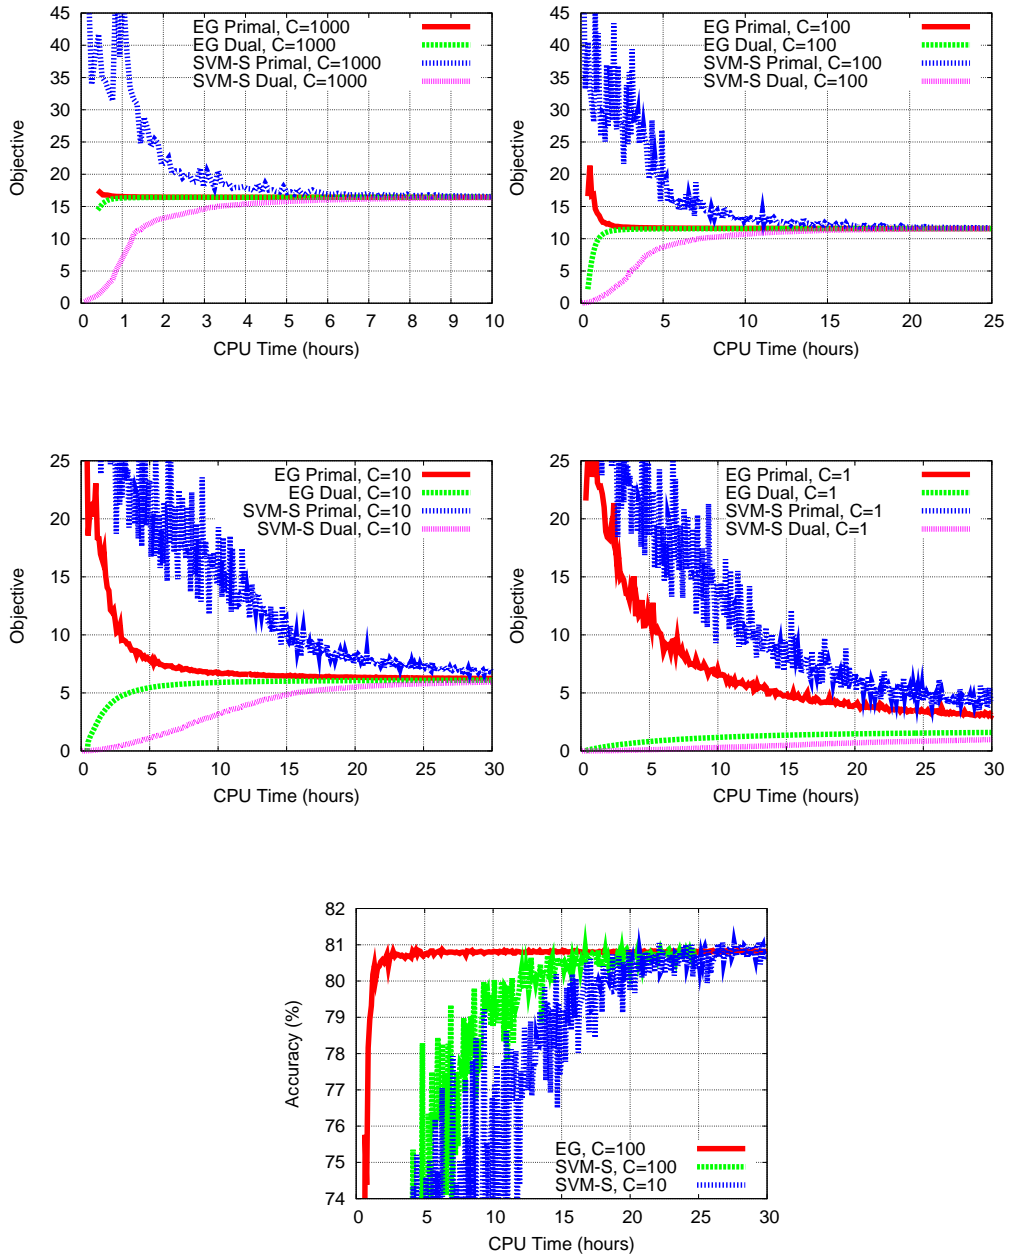 EG Primal, C=1000
EG Dual, C=1000
SVM-S Primal, C=1000
SVM-S Dual, C=1000
45
40
35
30
25
20
15
10
5
0
Objective
0 1 2 3 4 5 6 7 8 9 10
CPU Time (hours)
EG Primal, C=100
EG Dual, C=100
SVM-S Primal, C=100
SVM-S Dual, C=100
45
40
35
30
25
20
15
10
5
0
Objective
0 5 10 15 20 25
CPU Time (hours)
EG Primal, C=10
EG Dual, C=10
SVM-S Primal, C=10
SVM-S Dual, C=10
25
20
15
10
5
0
Objective
0 5 10 15 20 25 30
CPU Time (hours)
EG Primal, C=1
EG Dual, C=1
SVM-S Primal, C=1
SVM-S Dual, C=1
25
20
15
10
5
0
Objective
0 5 10 15 20 25 30
CPU Time (hours)
82
81
80
79
78
77
76
75
74
Accuracy (%)
EG, C=100
SVM-S, C=100
SVM-S, C=10
0 5 10 15 20 25 30
CPU Time (hours)